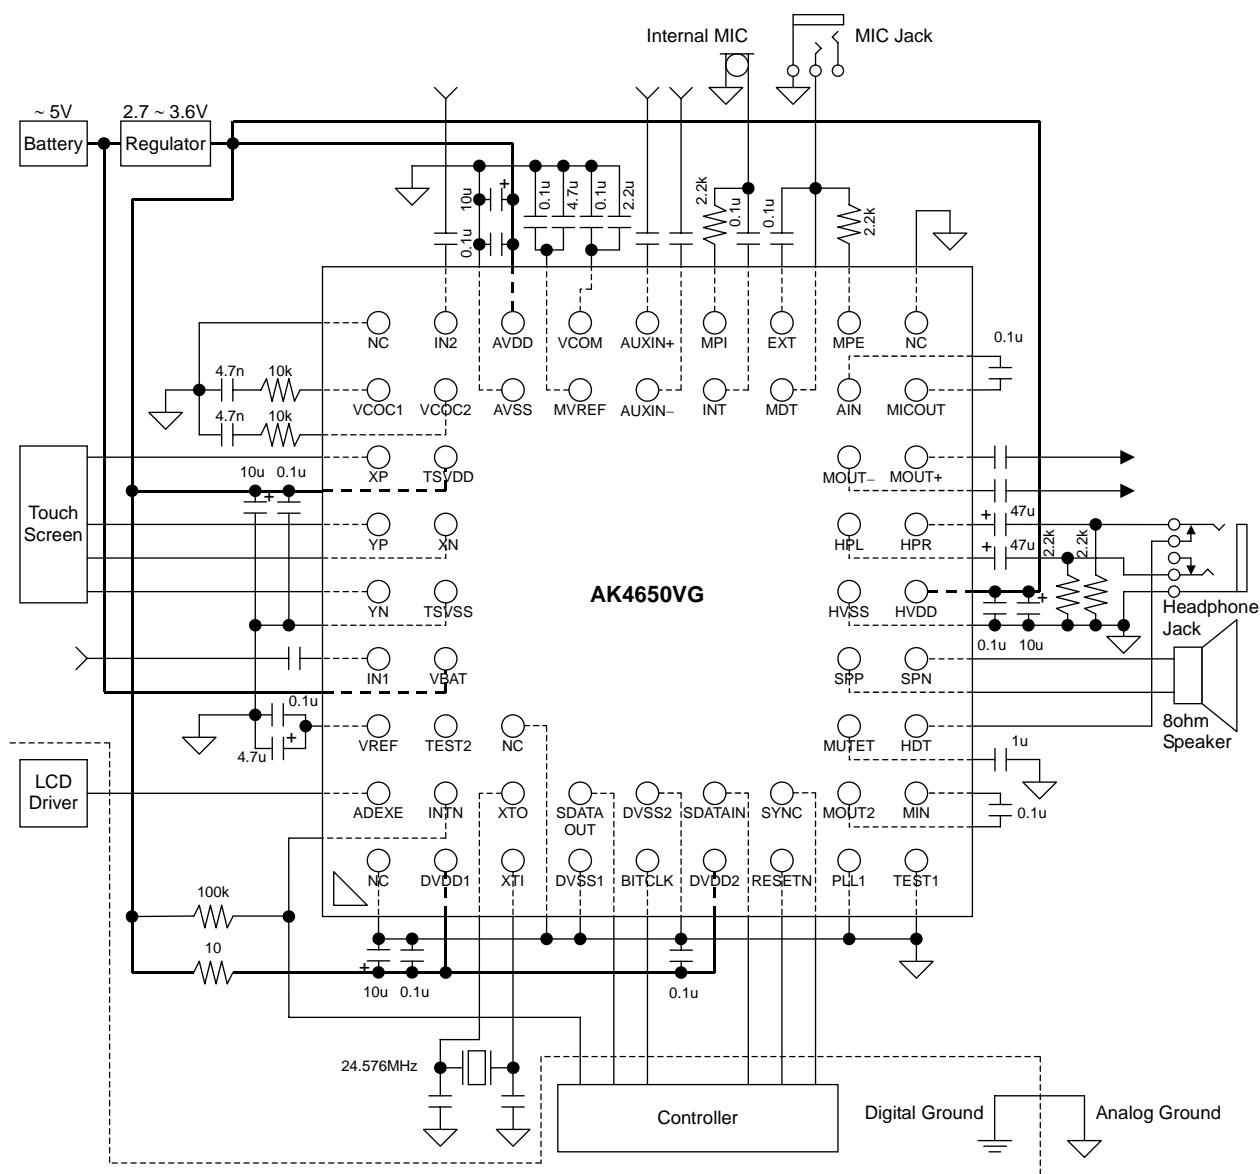 Internal MIC
MIC Jack
~ 5V
2.7 ~ 3.6V
Battery
Regulator
10u
+
0.1u
0.1u
4.7u
0.1u
2.2u
2.2k
0.1u
0.1u
2.2k
NC
IN2
AVDD
VCOM
AUXIN+
MPI
EXT
MPE
NC
0.1u
4.7n
10k
VCOC1
VCOC2
AVSS
MVREF
AUXIN–
INT
MDT
AIN
MICOUT
4.7n
10k
10u
0.1u
+
XP
TSVDD
MOUT–
MOUT+
Touch
Screen
YP
XN
HPL
HPR
+
47u
+
47u
2.2k
2.2k
AK4650VG
YN
TSVSS
HVSS
HVDD
+
0.1u
10u
Headphone
Jack
IN1
VBAT
SPP
SPN
8ohm
Speaker
0.1u
+
4.7u
VREF
TEST2
NC
MUTET
HDT
1u
LCD
Driver
ADEXE
INTN
XTO
SDATA
OUT
DVSS2
SDATAIN
SYNC
MOUT2
MIN
0.1u
NC
DVDD1
XTI
DVSS1
BITCLK
DVDD2
RESETN
PLL1
TEST1
100k
10
+
10u
0.1u
0.1u
24.576MHz
Controller
Digital Ground
Analog Ground